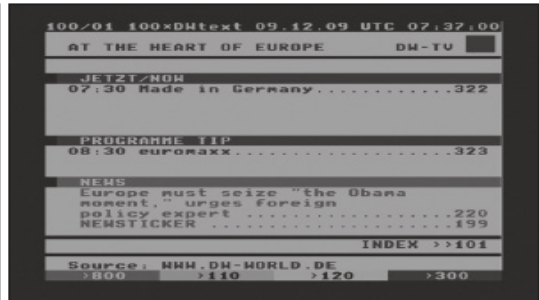 100/01 100×DWtext 09.12.09 UTC 07:37:00
AT THE HEART OF EUROPE DW-TV
JETZT/NOW
07:30 Made in Germany............322
PROGRAMME TIP
08:30 euromaxx...................323
NEWS
Europe must seize "the Obama
moment," urges foreign
policy expert ...................220
NEWSTICKER ......................199
INDEX >>101
Source: WWW.DW-WORLD.DE
>800 >110 >120 >300